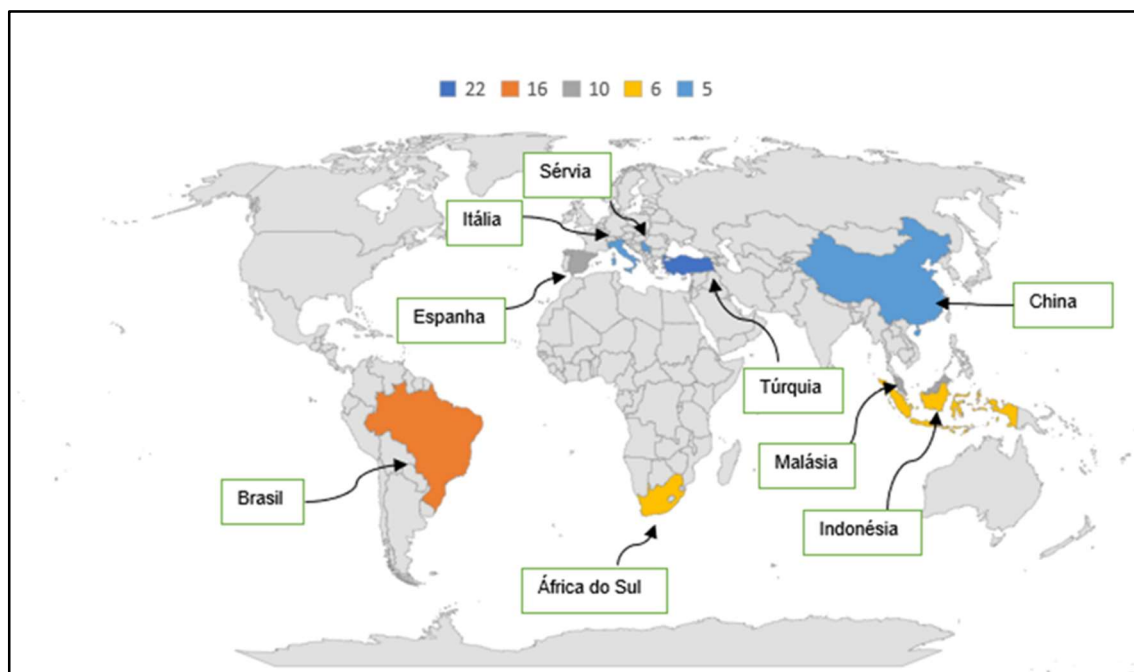 22 16 10 6 5
Sérvia
Itália
Espanha
China
Túrquia
Malásia
Brasil
Indonésia
África do Sul